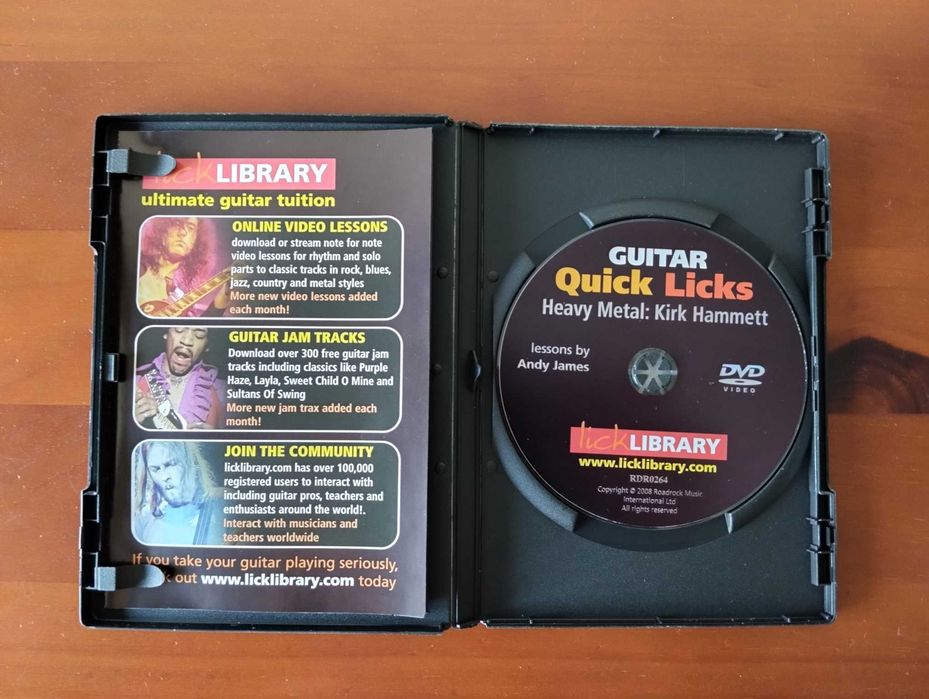 lick LIBRARY
ultimate guitar tuition
ONLINE VIDEO LESSONS
download or stream note for note
video lessons for rhythm and solo
parts to classic tracks in rock, blues,
jazz, country and metal styles
More new video lessons added
each month!
GUITAR JAM TRACKS
Download over 300 free guitar jam
tracks including classics like Purple
Haze, Layla, Sweet Child O Mine and
Sultans Of Swing
More new jam trax added each
month!
JOIN THE COMMUNITY
licklibrary.com has over 100,000
registered users to interact with
including guitar pros, teachers and
enthusiasts around the world!.
Interact with musicians and
teachers worldwide
If you take your guitar playing seriously,
out www.licklibrary.com today
GUITAR
Quick Licks
Heavy Metal: Kirk Hammett
lessons by
Andy James
DVD
VIDEO
lick LIBRARY
www.licklibrary.com
RDR0264
Copyright © 2008 Roadrock Music
International Ltd
All rights reserved